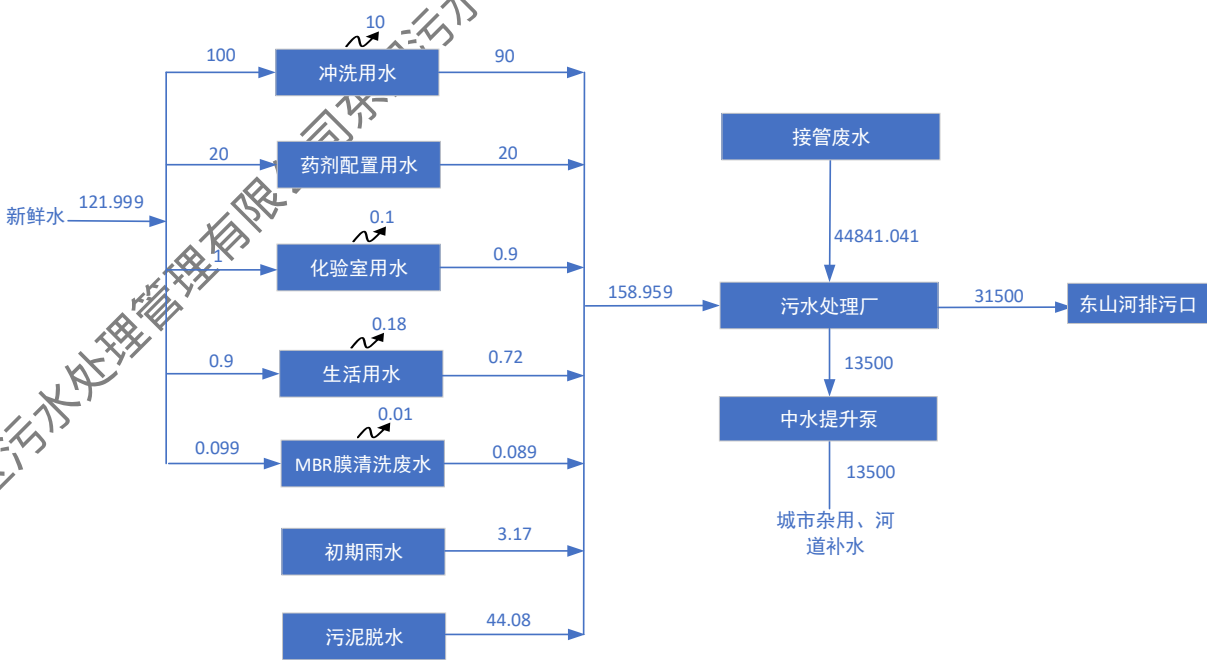 10
100
冲洗用水
90
20
药剂配置用水
20
新鲜水
121.999
0.1
1
化验室用水
0.9
0.18
0.9
生活用水
0.72
0.01
0.099
MBR膜清洗废水
0.089
初期雨水
3.17
污泥脱水
44.08
158.959
接管废水
44841.041
污水处理厂
31500
东山河排污口
13500
中水提升泵
13500
城市杂用、河
道补水
污水处理管理有限
司东
污水